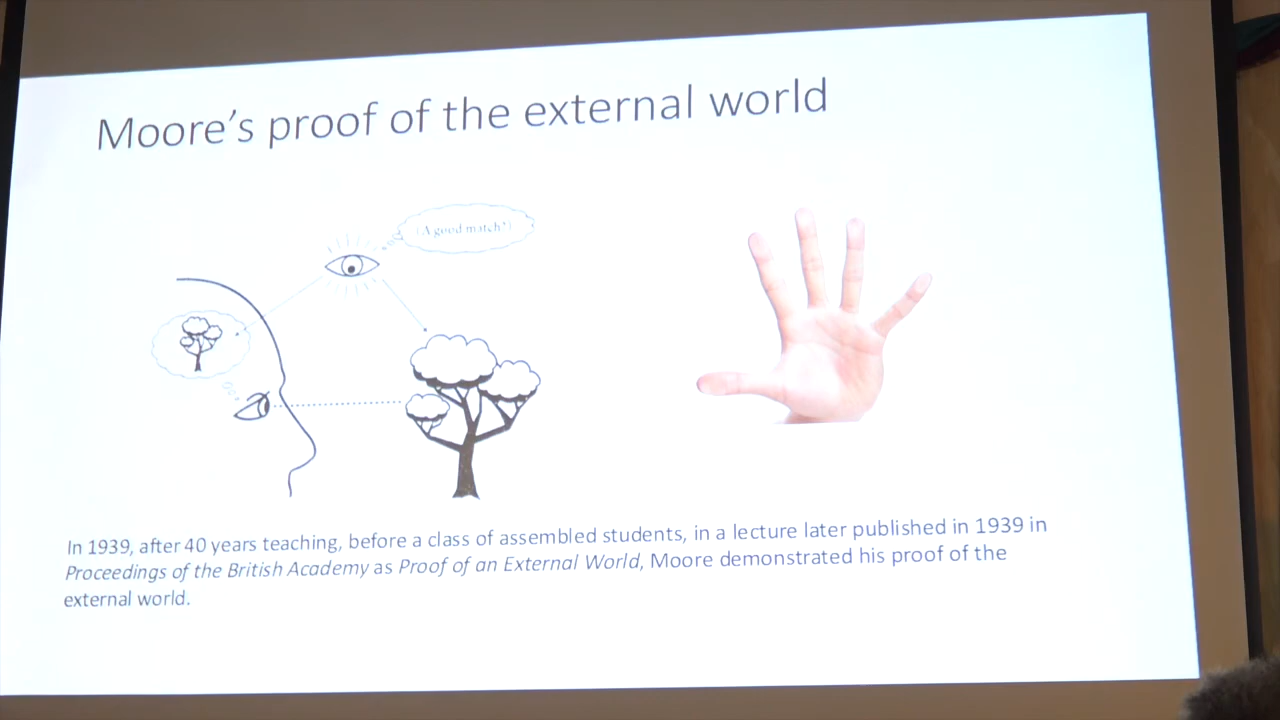 Moore's proof of the external world
(A good match?)
In 1939, after 40 years teaching, before a class of assembled students, in a lecture later published in 1939 in
Proceedings of the British Academy as Proof of an External World, Moore demonstrated his proof of the
external world.